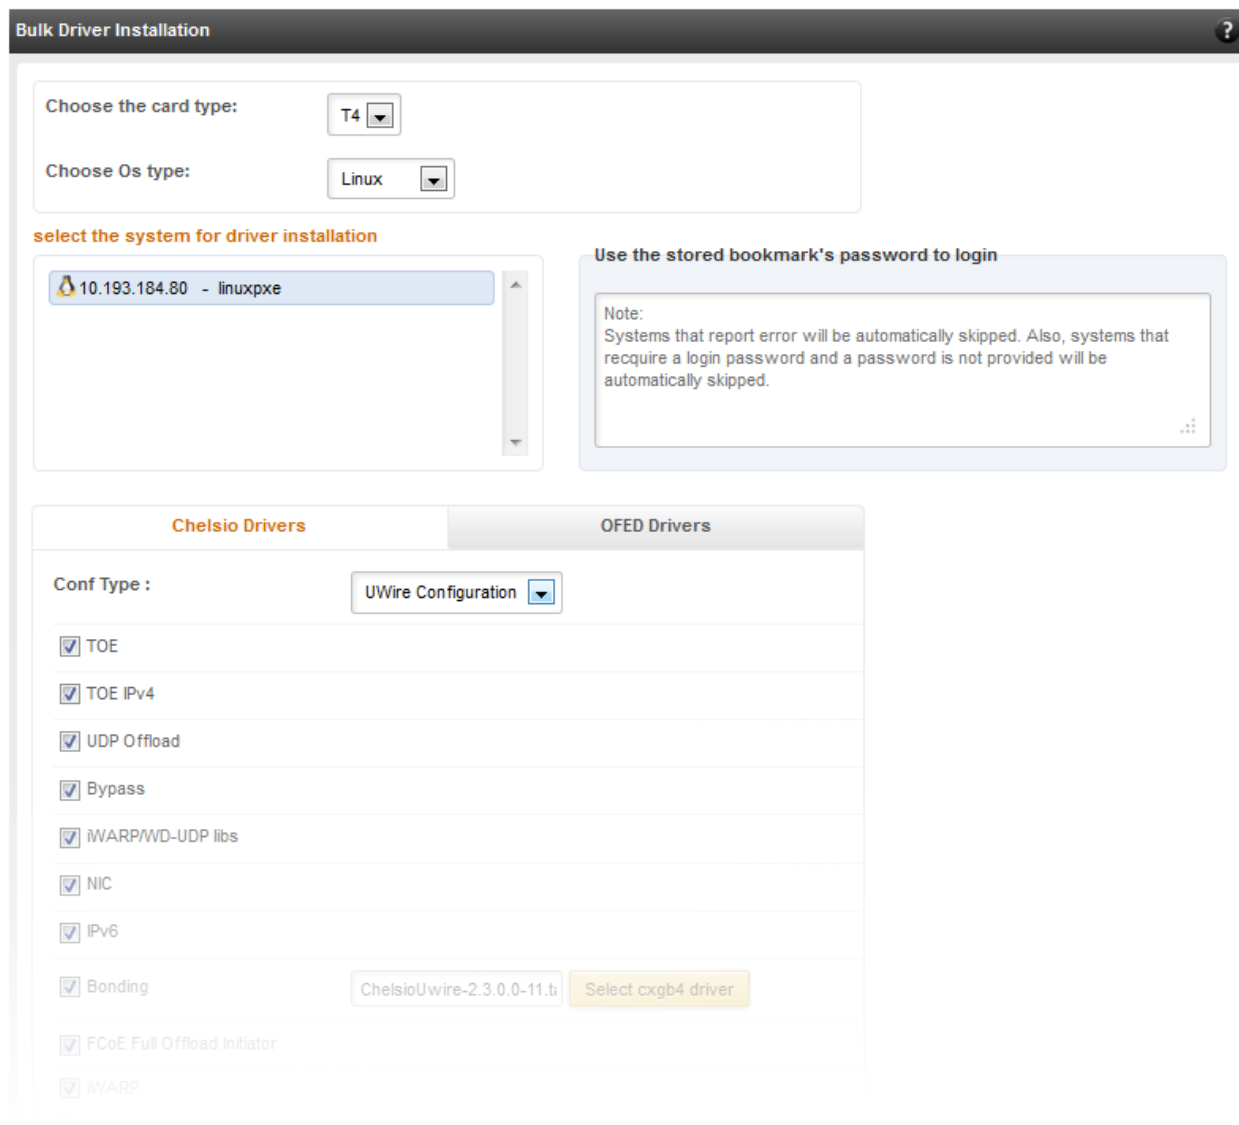 Bulk Driver Installation
?
Choose the card type:
T4
Choose Os type:
Linux
select the system for driver installation
10.193.184.80 - linuxpxe
Use the stored bookmark's password to login
Note:
Systems that report error will be automatically skipped. Also, systems that
recquire a login password and a password is not provided will be
automatically skipped.
Chelsio Drivers
OFED Drivers
Conf Type :
UWire Configuration
TOE
TOE IPv4
UDP Offload
Bypass
iWARP/WD-UDP libs
NIC
IPv6
Bonding
ChelsioUwire-2.3.0.0-11.ta
Select cxgb4 driver
FCoE Full Offload Initiator
iWARP